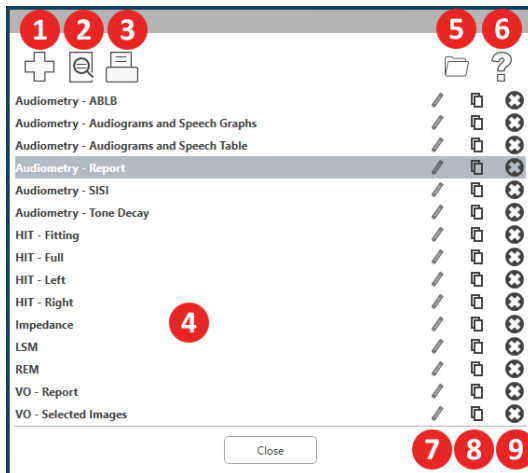 1 2 3 5 6
Audiometry - ABLB
Audiometry - Audiograms and Speech Graphs
Audiometry - Audiograms and Speech Table
Audiometry - Report
Audiometry - SISI
Audiometry - Tone Decay
HIT - Fitting
HIT - Full
HIT - Left
HIT - Right
Impedance 4
LSM
REM
VO - Report
VO - Selected Images
Close 7 8 9